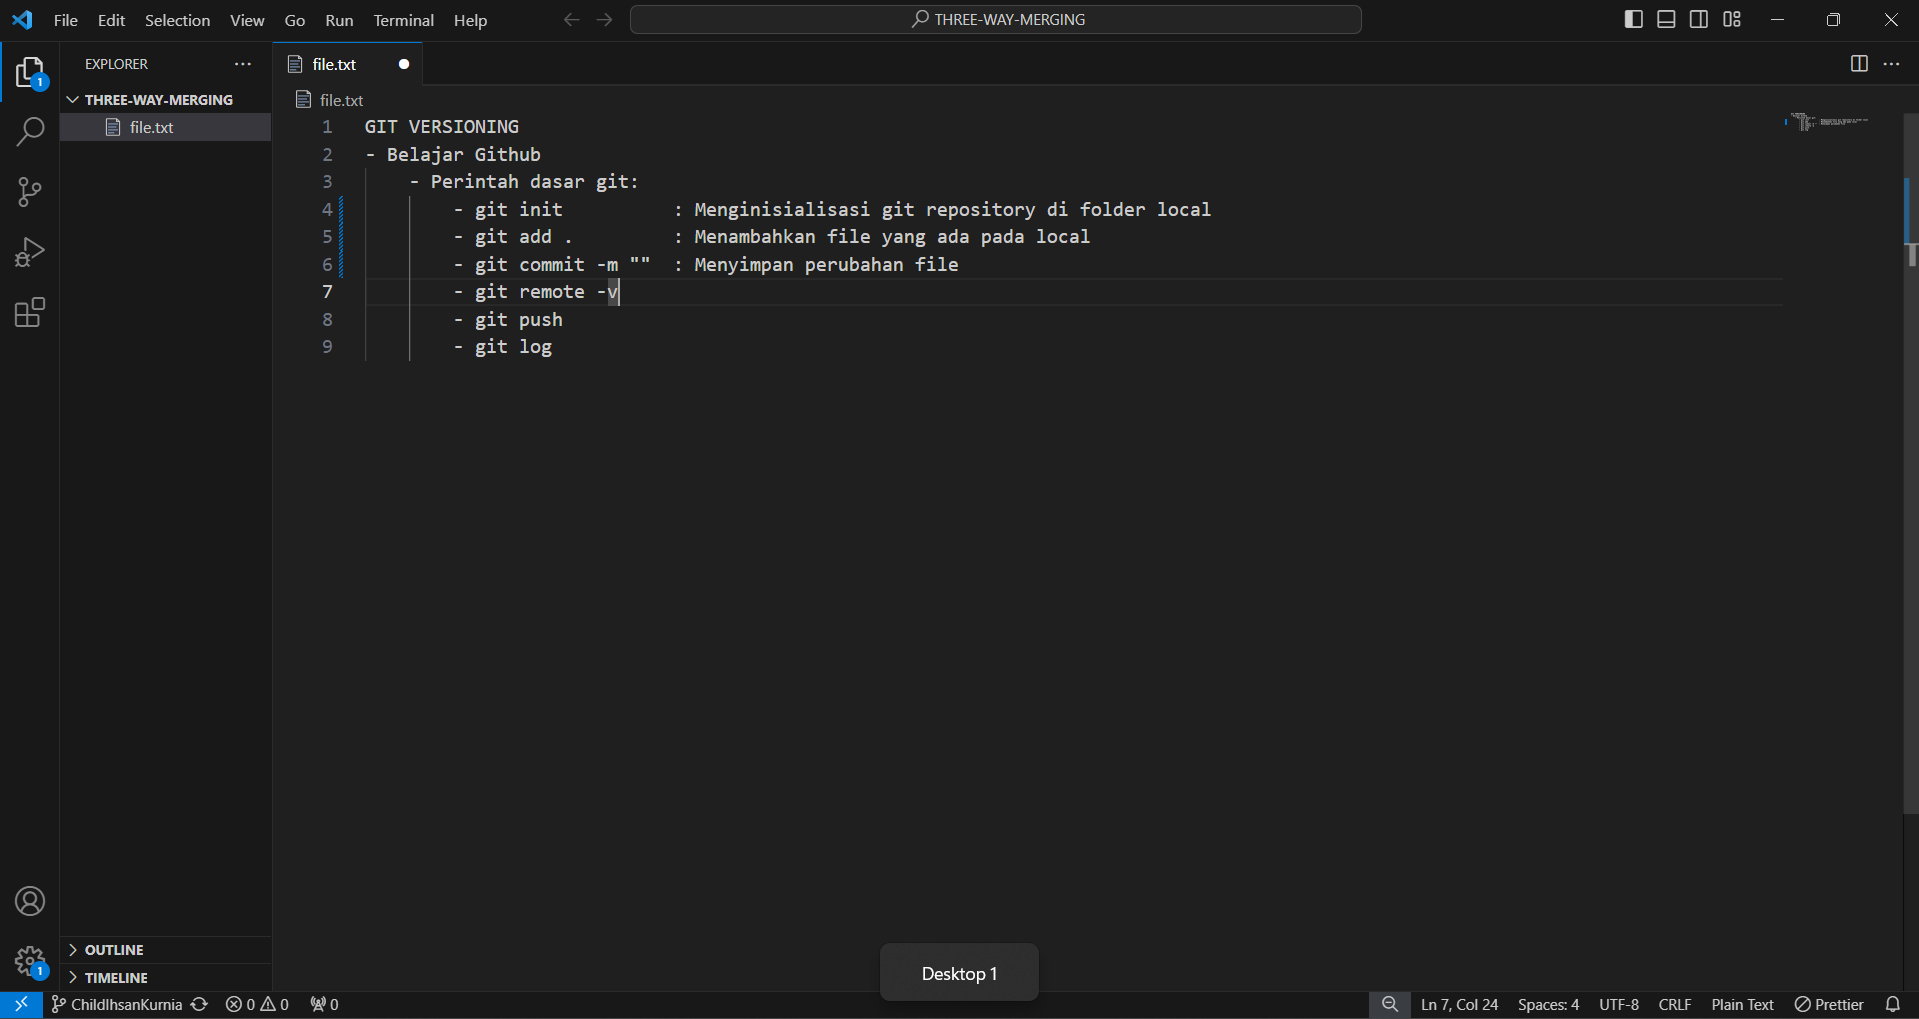 File Edit Selection View Go Run Terminal Help
THREE-WAY-MERGING
EXPLORER
file.txt
1
THREE-WAY-MERGING
file.txt
file.txt
1 GIT VERSIONING
2 - Belajar Github
3 - Perintah dasar git:
4 - git init : Menginisialisasi git repository di folder local
5 - git add . : Menambahkan file yang ada pada local
6 - git commit -m "" : Menyimpan perubahan file
7 - git remote -v
8 - git push
9 - git log
OUTLINE
1
TIMELINE
Desktop 1
ChildIhsanKurnia 0 0 0 Ln 7, Col 24 Spaces: 4 UTF-8 CRLF Plain Text Prettier